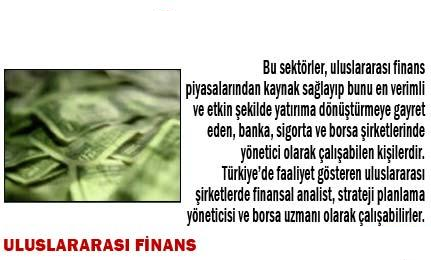 Bu sektörler, uluslararası finans
piyasalarından kaynak sağlayıp bunu en verimli
ve etkin şekilde yatırıma dönüştürmeye gayret
eden, banka, sigorta ve borsa şirketlerinde
yönetici olarak çalışabilen kişilerdir.
Türkiye'de faaliyet gösteren uluslararası
şirketlerde finansal analist, strateji planlama
yöneticisi ve borsa uzmanı olarak çalışabilirler.
ULUSLARARASI FİNANS